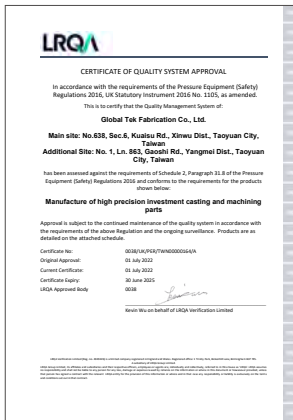 LRQA
CERTIFICATE OF QUALITY SYSTEM APPROVAL
In accordance with the requirements of the Pressure Equipment (Safety)
Regulations 2016, UK Statutory Instrument 2016 No. 1105, as amended.
This is to certify that the Quality Management System of:
Global Tek Fabrication Co., Ltd.
Main site: No.638, Sec.6, Kuaisu Rd., Xinwu Dist., Taoyuan City,
Taiwan
Additional Site: No. 1, Ln. 863, Gaoshi Rd., Yangmei Dist., Taoyuan
City, Taiwan
has been assessed against the requirements of Schedule 2, Paragraph 31.8 of the Pressure
Equipment (Safety) Regulations 2016 and conforms to the requirements for the products
shown below:
Manufacture of high precision investment casting and machining
parts
Approval is subject to the continued maintenance of the quality system in accordance with
the requirements of the above Regulation and the ongoing surveillance. Products are as
detailed on the attached schedule.
Certificate No: 0038/UK/PER/TWN00000164/A
Original Approval: 01 July 2022
Current Certificate: 01 July 2022
Certificate Expiry: 30 June 2025
LRQA Approved Body 0038
Kevin Wu on behalf of LRQA Verification Limited